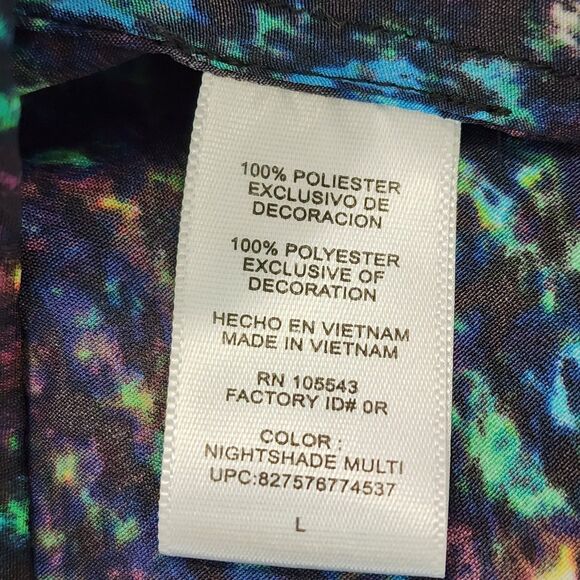 100% POLIESTER
EXCLUSIVO DE
DECORACION
100% POLYESTER
EXCLUSIVE OF
DECORATION
HECHO EN VIETNAM
MADE IN VIETNAM
RN 105543
FACTORY ID# 0R
COLOR :
NIGHTSHADE MULTI
UPC:827576774537
L